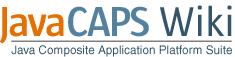 JavaCAPS Wiki
Java Composite Application Platform Suite